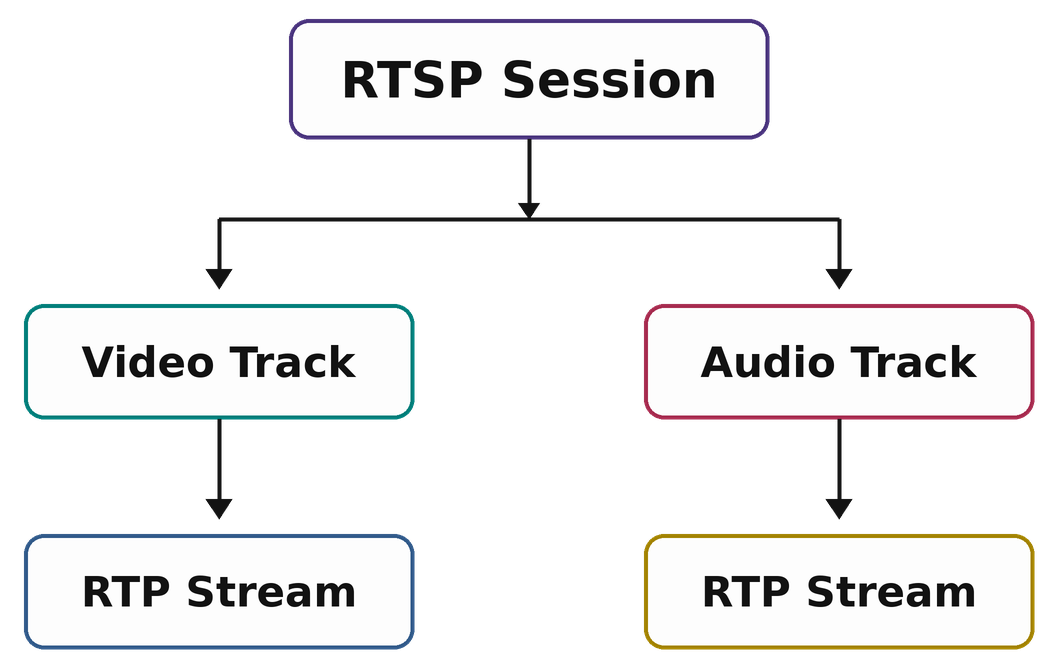 RTSP Session
Video Track
Audio Track
RTP Stream
RTP Stream